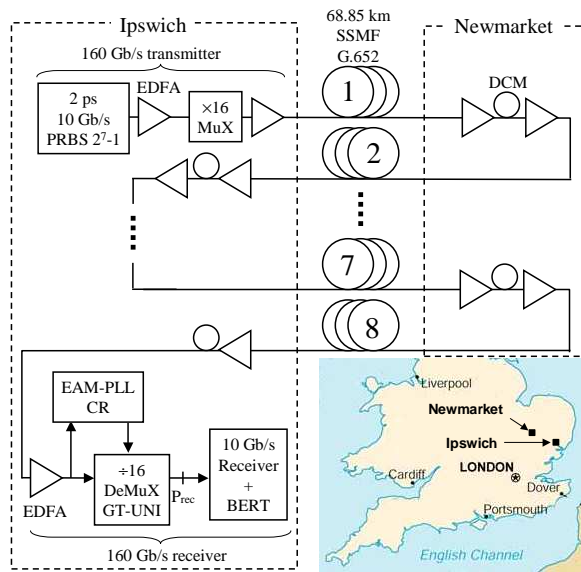 Ipswich
68.85 km
SSMF
G.652
Newmarket
160 Gb/s transmitter
EDFA
2 ps
10 Gb/s
PRBS 2⁷-1
×16
MuX
1
DCM
2
7
8
EAM-PLL
CR
EDFA
÷16
DeMuX
GT-UNI
Prec
10 Gb/s
Receiver
+
BERT
160 Gb/s receiver
Liverpool
Newmarket
Ipswich
LONDON
Cardiff
Dover
Portsmouth
English Channel